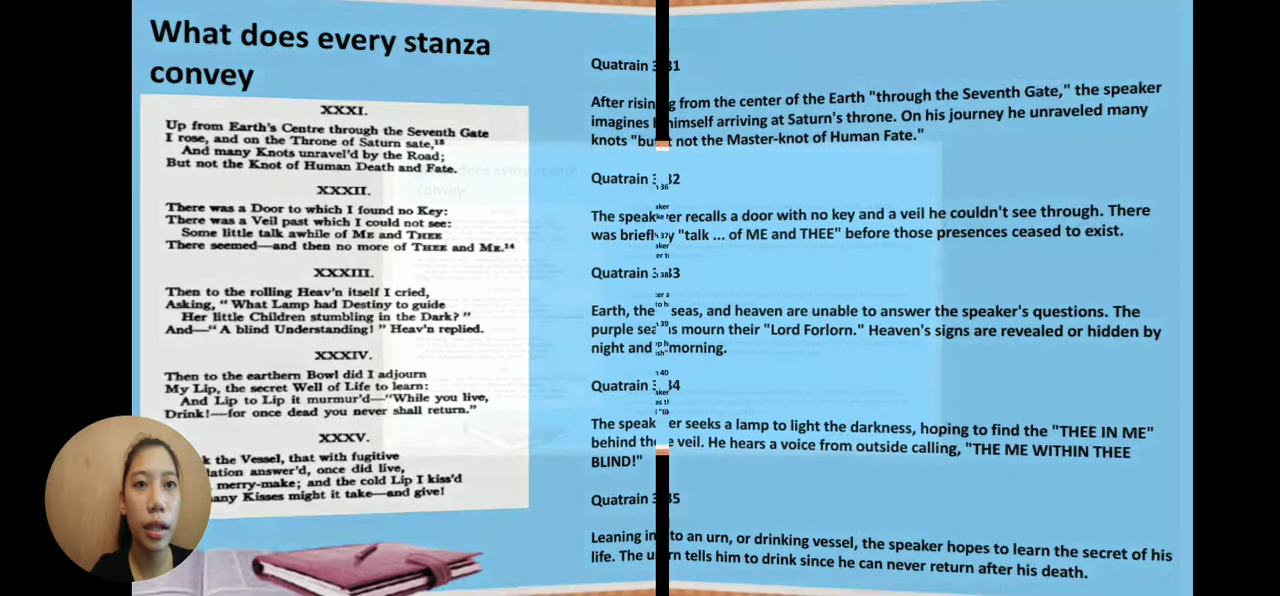 What does every stanza
convey
XXXI.
Up from Earth's Centre through the Seventh Gate
I rose, and on the Throne of Saturn sate,¹³
And many Knots unravel'd by the Road;
But not the Knot of Human Death and Fate.
XXXII.
There was a Door to which I found no Key:
There was a Veil past which I could not see:
Some little talk awhile of ME and THEE
There seemed—and then no more of THEE and ME.¹⁴
XXXIII.
Then to the rolling Heav'n itself I cried,
Asking, "What Lamp had Destiny to guide
Her little Children stumbling in the Dark?"
And—"A blind Understanding!" Heav'n replied.
XXXIV.
Then to the earthern Bowl did I adjourn
My Lip, the secret Well of Life to learn:
And Lip to Lip it murmur'd—"While you live,
Drink!—for once dead you never shall return."
XXXV.
the Vessel, that with fugitive
answer'd, once did live,
merry-make; and the cold Lip I kiss'd
Kisses might it take—and give!
Quatrain 31
After rising from the center of the Earth "through the Seventh Gate," the speaker
imagines himself arriving at Saturn's throne. On his journey he unraveled many
knots "but not the Master-knot of Human Fate."
Quatrain 32
The speaker recalls a door with no key and a veil he couldn't see through. There
was briefly "talk ... of ME and THEE" before those presences ceased to exist.
Quatrain 33
Earth, the seas, and heaven are unable to answer the speaker's questions. The
purple seas mourn their "Lord Forlorn." Heaven's signs are revealed or hidden by
night and morning.
Quatrain 34
The speaker seeks a lamp to light the darkness, hoping to find the "THEE IN ME"
behind the veil. He hears a voice from outside calling, "THE ME WITHIN THEE
BLIND!"
Quatrain 35
Leaning into an urn, or drinking vessel, the speaker hopes to learn the secret of his
life. The urn tells him to drink since he can never return after his death.